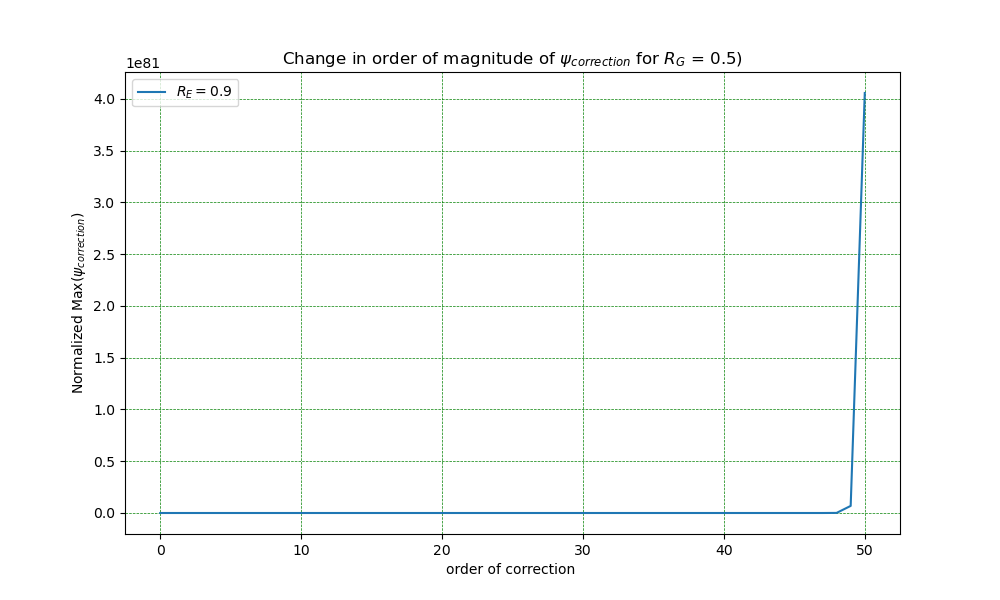 Change in order of magnitude of ψcorrection for RG = 0.5)
1e81
RE = 0.9
4.0
3.5
3.0
2.5
2.0
1.5
1.0
0.5
0.0
Normalized Max(ψcorrection)
0 10 20 30 40 50
order of correction